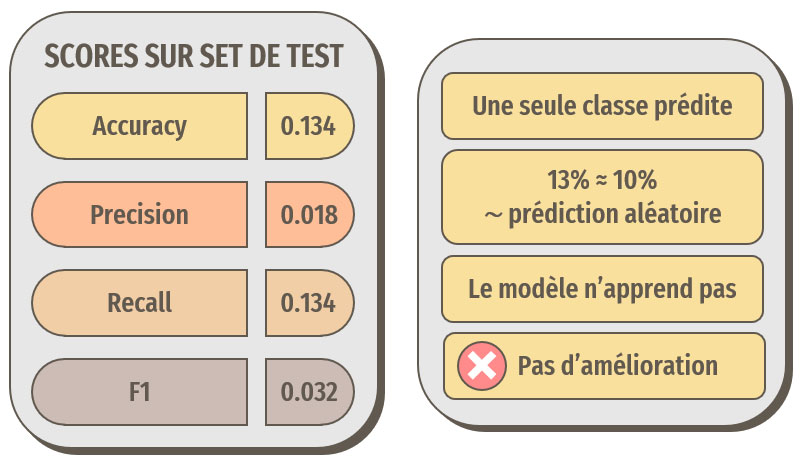 SCORES SUR SET DE TEST
Accuracy 0.134
Precision 0.018
Recall 0.134
F1 0.032
Une seule classe prédite
13% ≈ 10%
~ prédiction aléatoire
Le modèle n’apprend pas
Pas d’amélioration